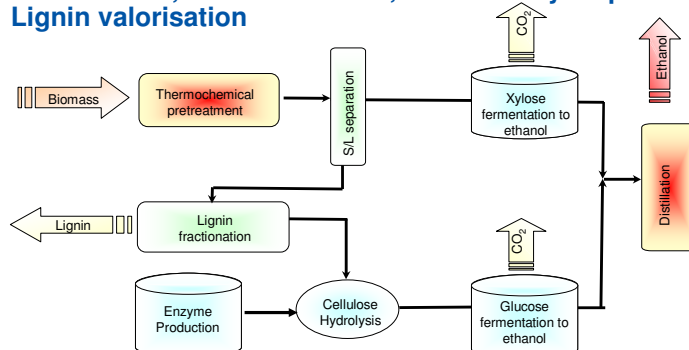 Lignin valorisation
CO2
Ethanol
Biomass
Thermochemical
pretreatment
S/L separation
Xylose
fermentation to
ethanol
Distillation
Lignin
Lignin
fractionation
CO2
Enzyme
Production
Cellulose
Hydrolysis
Glucose
fermentation to
ethanol